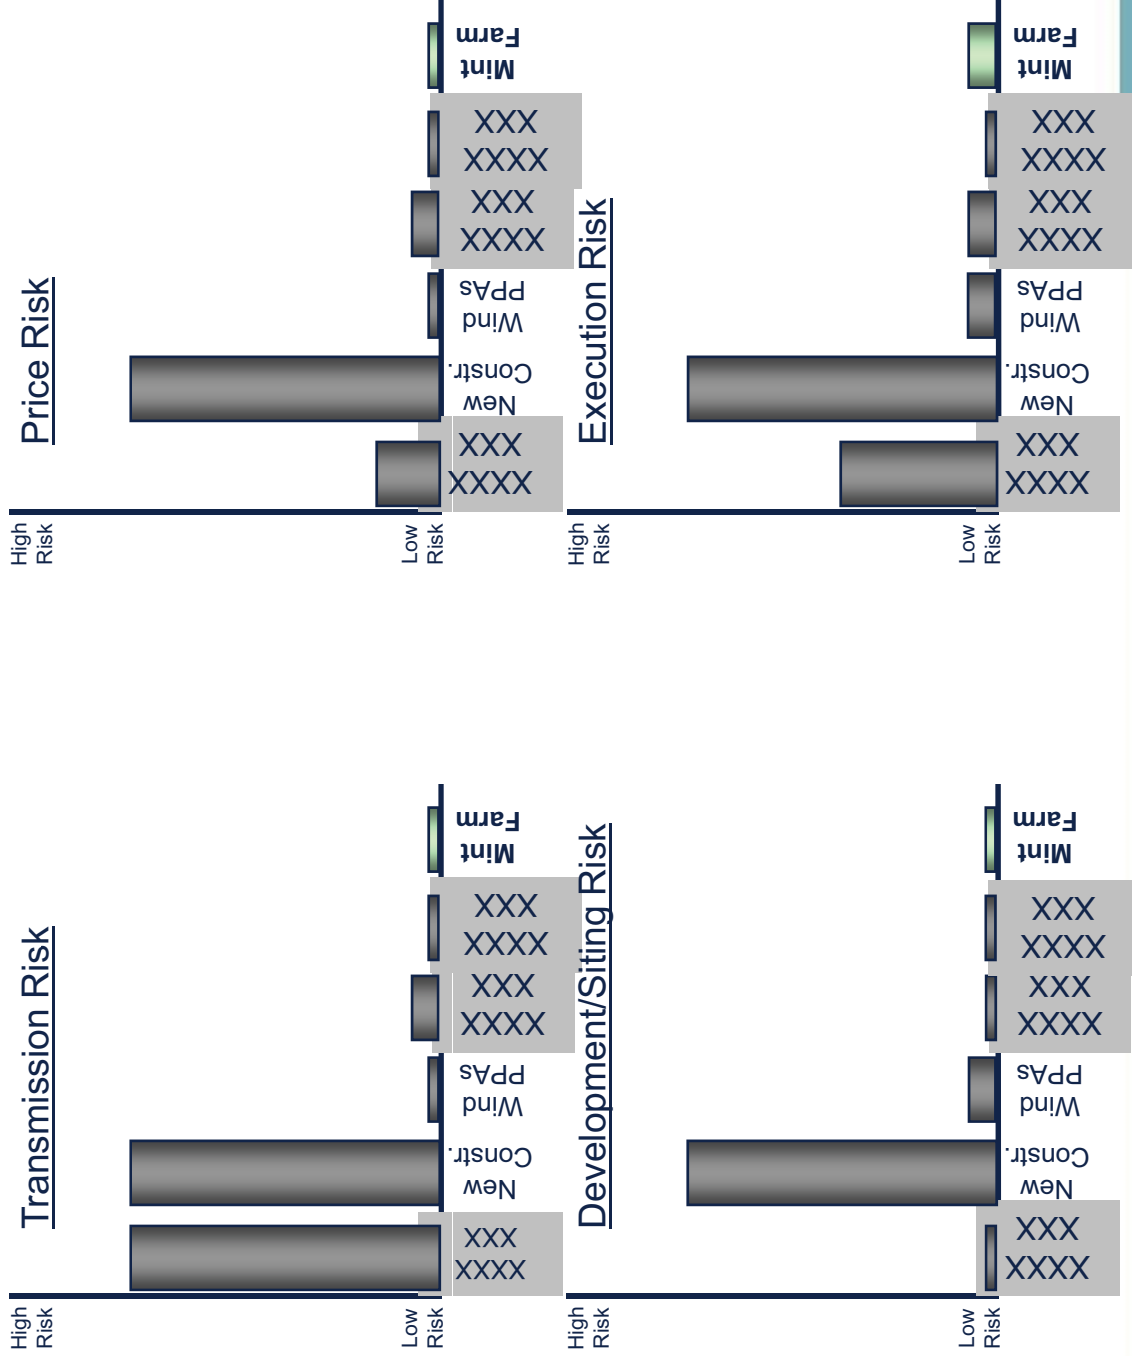 Transmission Risk
High
Risk
Low
Risk
XXXX
XXX
New
Constr.
Wind
PPAs
XXXX
XXX
XXXX
XXX
Mint
Farm
Price Risk
High
Risk
Low
Risk
XXXX
XXX
New
Constr.
Wind
PPAs
XXXX
XXX
XXXX
XXX
Mint
Farm
Development/Siting Risk
High
Risk
Low
Risk
XXXX
XXX
New
Constr.
Wind
PPAs
XXXX
XXX
XXXX
XXX
Mint
Farm
Execution Risk
High
Risk
Low
Risk
XXXX
XXX
New
Constr.
Wind
PPAs
XXXX
XXX
XXXX
XXX
Mint
Farm